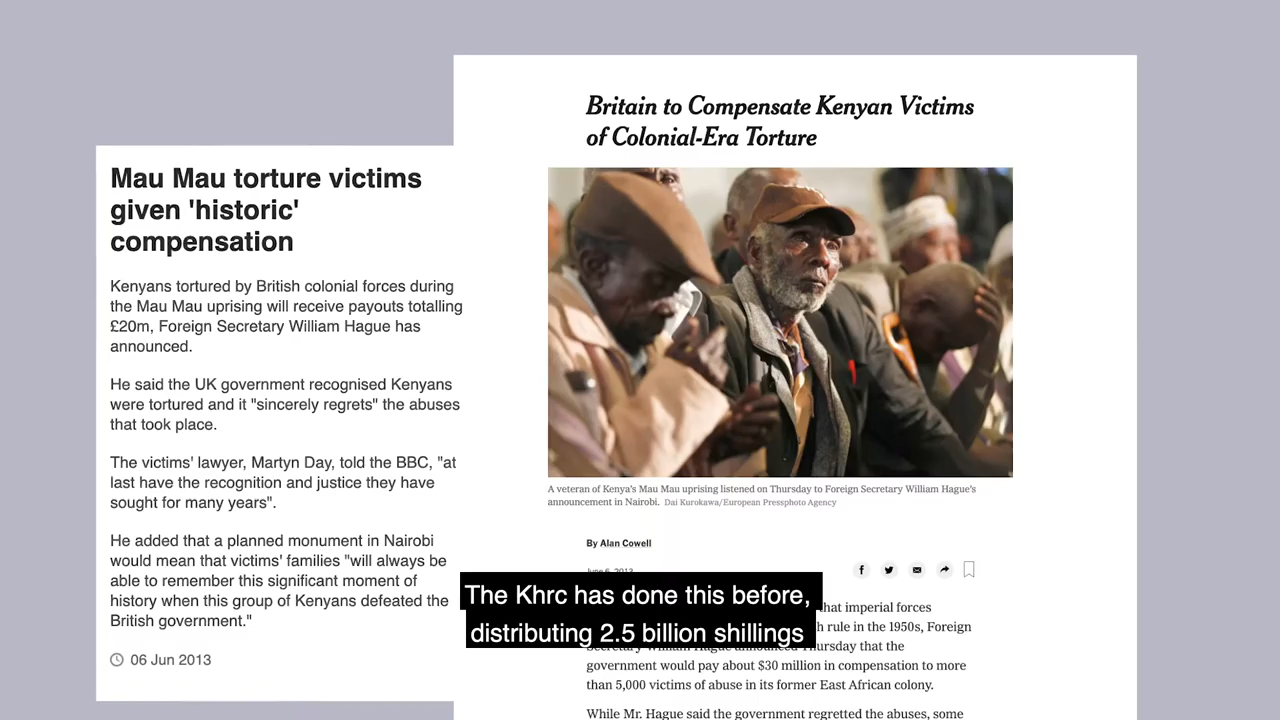 Mau Mau torture victims
given 'historic'
compensation
Kenyans tortured by British colonial forces during
the Mau Mau uprising will receive payouts totalling
£20m, Foreign Secretary William Hague has
announced.
He said the UK government recognised Kenyans
were tortured and it "sincerely regrets" the abuses
that took place.
The victims' lawyer, Martyn Day, told the BBC, "at
last have the recognition and justice they have
sought for many years".
He added that a planned monument in Nairobi
would mean that victims' families "will always be
able to remember this significant moment of
history when this group of Kenyans defeated the
British government."
06 Jun 2013
Britain to Compensate Kenyan Victims
of Colonial-Era Torture
A veteran of Kenya's Mau Mau uprising listened on Thursday to Foreign Secretary William Hague's
announcement in Nairobi. Dai Kurokawa/European Pressphoto Agency
By Alan Cowell
June 6, 2013
that imperial forces
rule in the 1950s, Foreign
Secretary William Hague announced Thursday that the
government would pay about $30 million in compensation to more
than 5,000 victims of abuse in its former East African colony.
While Mr. Hague said the government regretted the abuses, some
The Khrc has done this before,
distributing 2.5 billion shillings